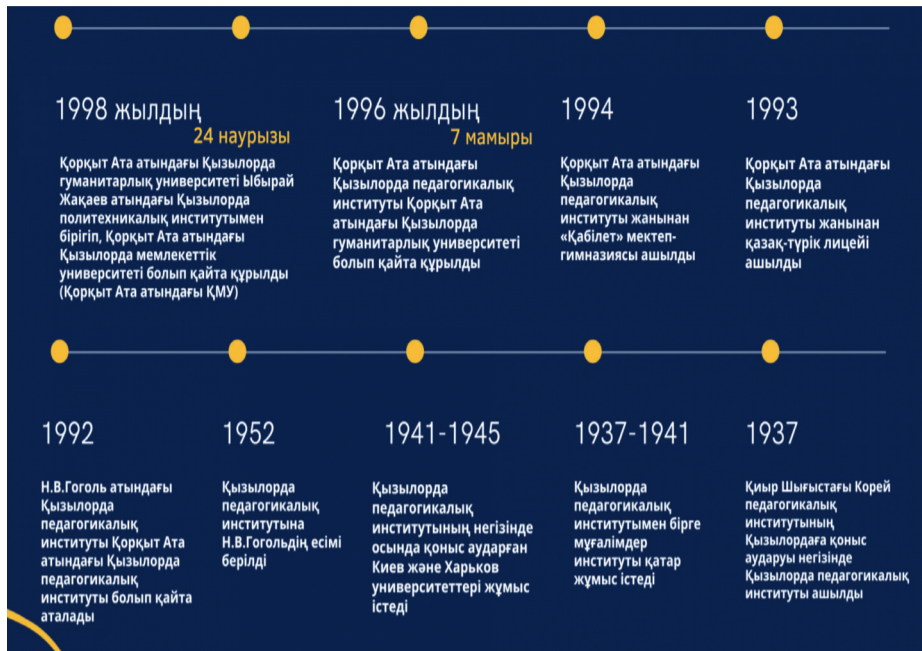 1998 жылдың
24 наурызы
Қорқыт Ата атындағы Қызылорда
гуманитарлық университеті Ыбырай
Жақаев атындағы Қызылорда
политехникалық институтымен
бірігіп, Қорқыт Ата атындағы
Қызылорда мемлекеттік
университеті болып қайта құрылды
(Қорқыт Ата атындағы ҚМУ)
1996 жылдың
7 мамыры
Қорқыт Ата атындағы
Қызылорда педагогикалық
институты Қорқыт Ата
атындағы Қызылорда
гуманитарлық университеті
болып қайта құрылды
1994
Қорқыт Ата атындағы
Қызылорда
педагогикалық
институты жанынан
«Қабілет» мектеп-
гимназиясы ашылды
1993
Қорқыт Ата атындағы
Қызылорда
педагогикалық
институты жанынан
қазақ-түрік лицейі
ашылды
1992
Н.В.Гоголь атындағы
Қызылорда
педагогикалық
институты Қорқыт Ата
атындағы Қызылорда
педагогикалық
институты болып қайта
аталады
1952
Қызылорда
педагогикалық
институтына
Н.В.Гогольдің есімі
берілді
1941-1945
Қызылорда
педагогикалық
институтының негізінде
осында қоныс аударған
Киев және Харьков
университеттері жұмыс
істеді
1937-1941
Қызылорда
педагогикалық
институтымен бірге
мұғалімдер
институты қатар
жұмыс істеді
1937
Қиыр Шығыстағы Корей
педагогикалық
институтының
Қызылордаға қоныс
аударуы негізінде
Қызылорда педагогикалық
институты ашылды